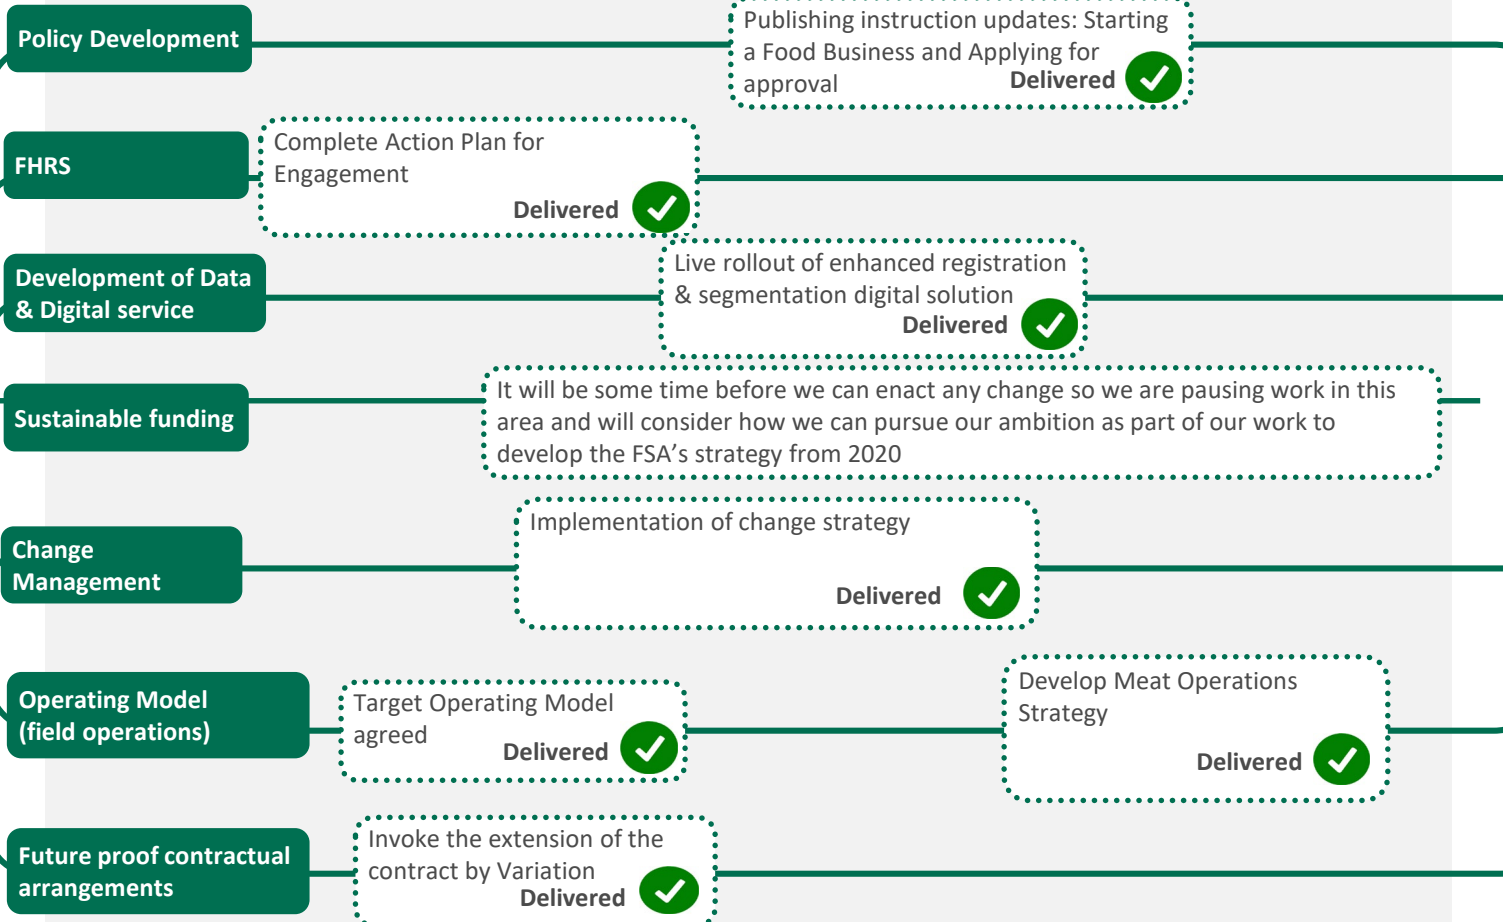 Policy Development
Publishing instruction updates: Starting
a Food Business and Applying for
approval
Delivered
FHRS
Complete Action Plan for
Engagement
Delivered
Development of Data
& Digital service
Live rollout of enhanced registration
& segmentation digital solution
Delivered
Sustainable funding
It will be some time before we can enact any change so we are pausing work in this
area and will consider how we can pursue our ambition as part of our work to
develop the FSA’s strategy from 2020
Change
Management
Implementation of change strategy
Delivered
Operating Model
(field operations)
Target Operating Model
agreed
Delivered
Develop Meat Operations
Strategy
Delivered
Future proof contractual
arrangements
Invoke the extension of the
contract by Variation
Delivered